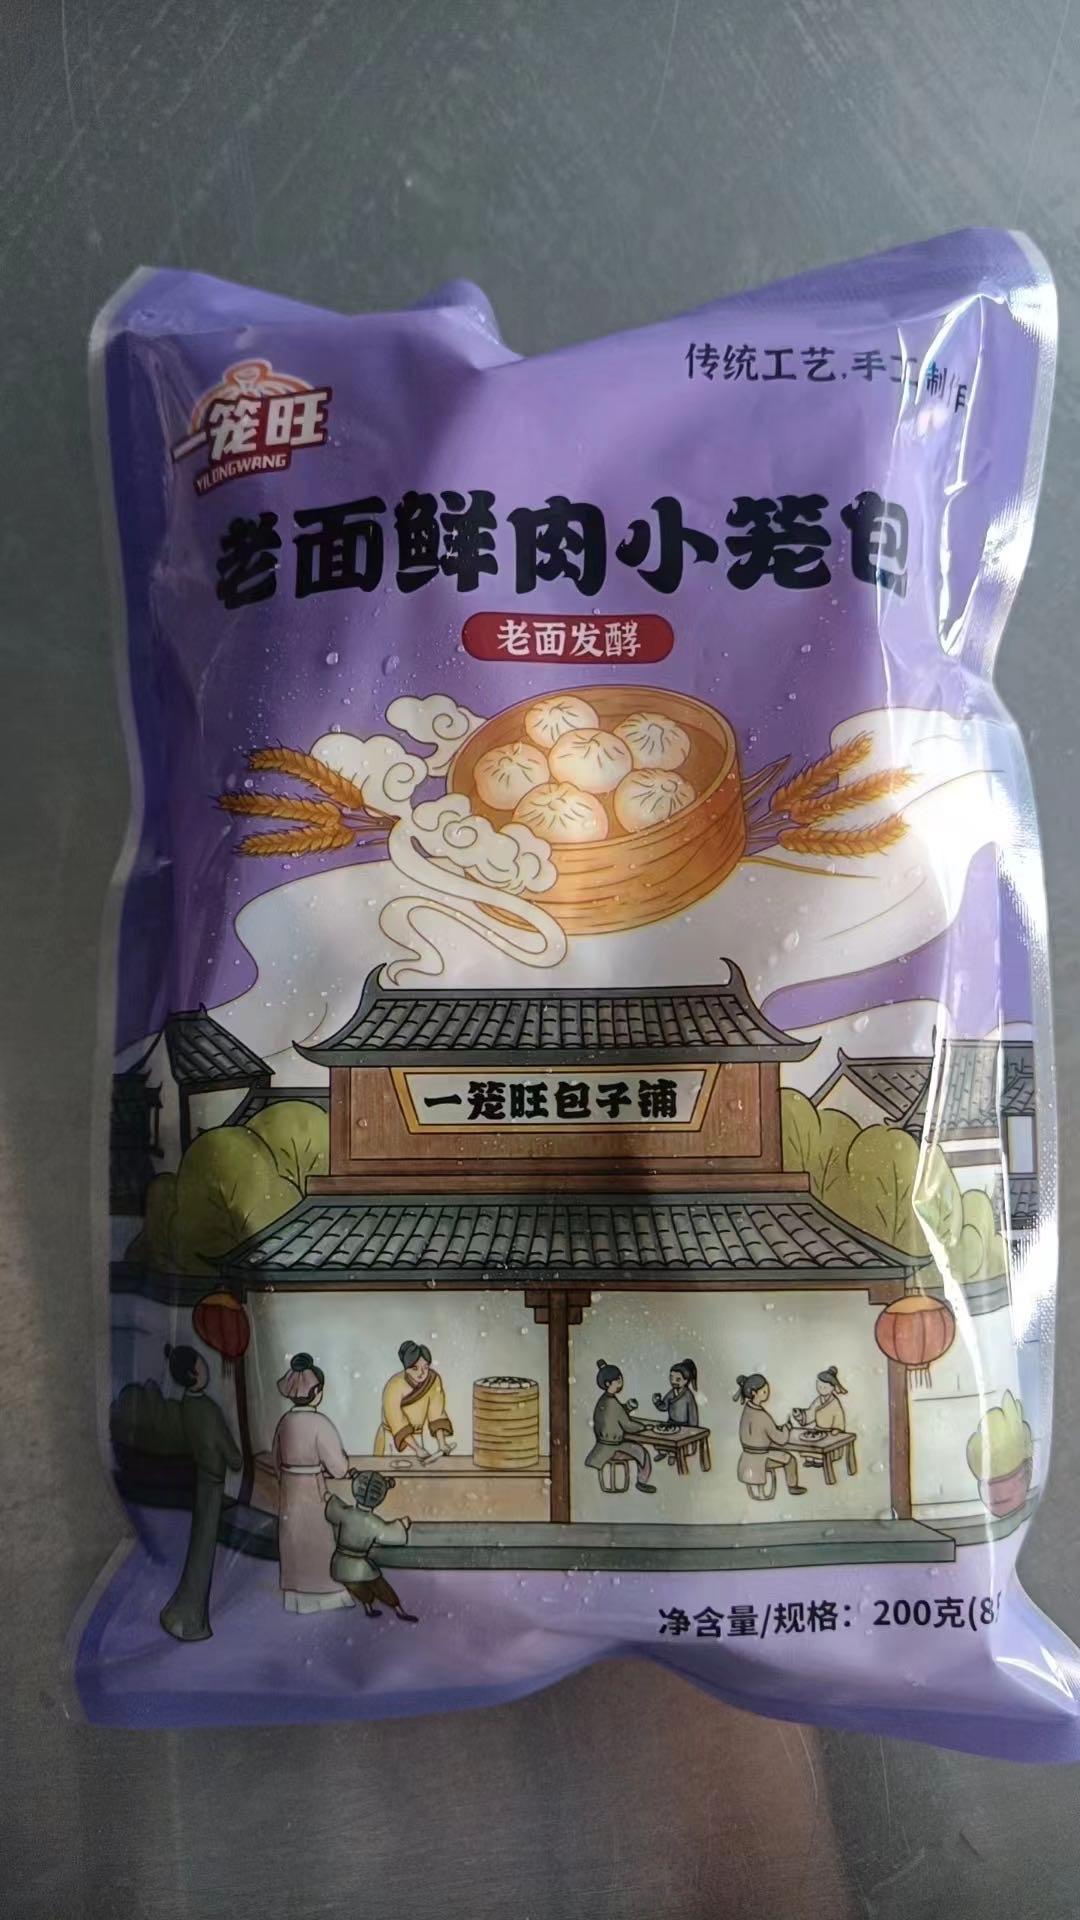 传统工艺,手工制作
一笼旺
YILONGWANG
老面鲜肉小笼包
老面发酵
一笼旺包子铺
净含量/规格：200克(8